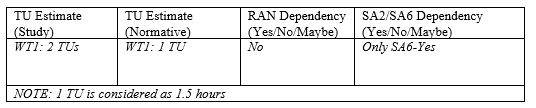 TU Estimate (Study)
TU Estimate (Normative)
RAN Dependency (Yes/No/Maybe)
SA2/SA6 Dependency (Yes/No/Maybe)
WT1: 2 TUs
WT1: 1 TU
No
Only SA6-Yes
NOTE: 1 TU is considered as 1.5 hours